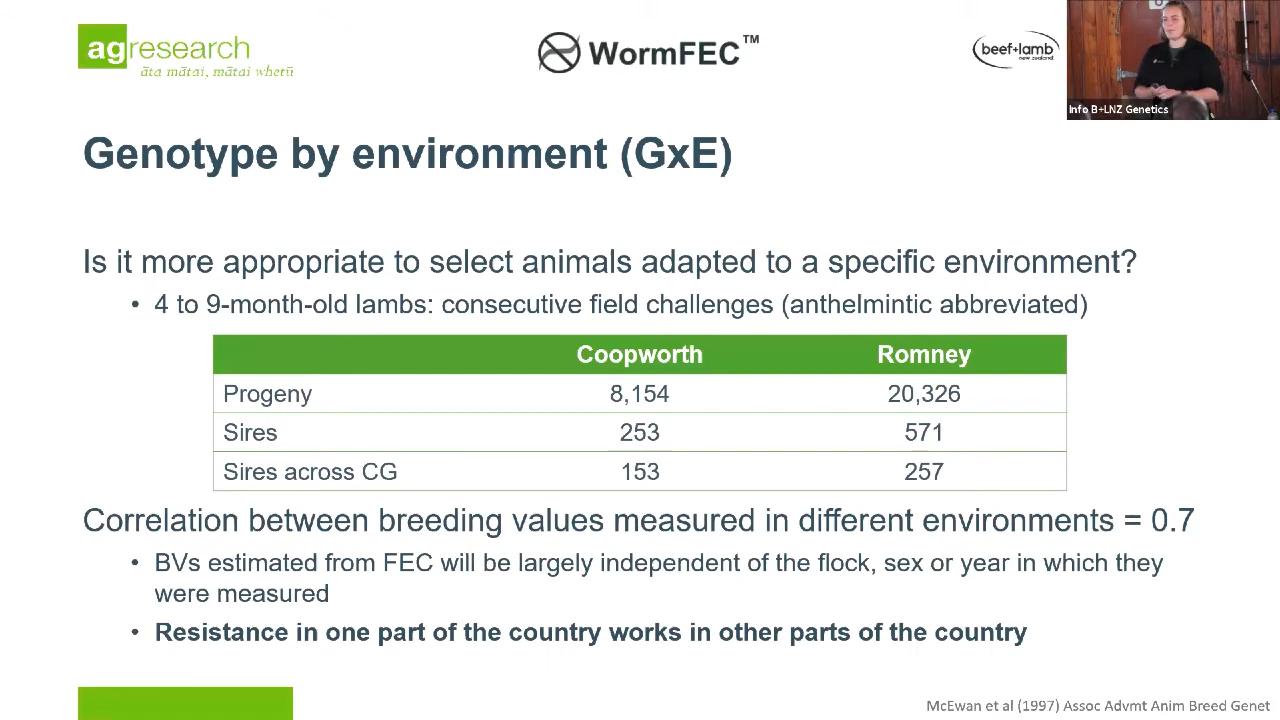 agresearch
āta mātai, mātai whetū
WormFEC™
beef+lamb
new zealand
Info B+LNZ Genetics
Genotype by environment (GxE)
Is it more appropriate to select animals adapted to a specific environment?
• 4 to 9-month-old lambs: consecutive field challenges (anthelmintic abbreviated)
Coopworth Romney
Progeny 8,154 20,326
Sires 253 571
Sires across CG 153 257
Correlation between breeding values measured in different environments = 0.7
• BVs estimated from FEC will be largely independent of the flock, sex or year in which they
were measured
• Resistance in one part of the country works in other parts of the country
McEwan et al (1997) Assoc Advmt Anim Breed Genet